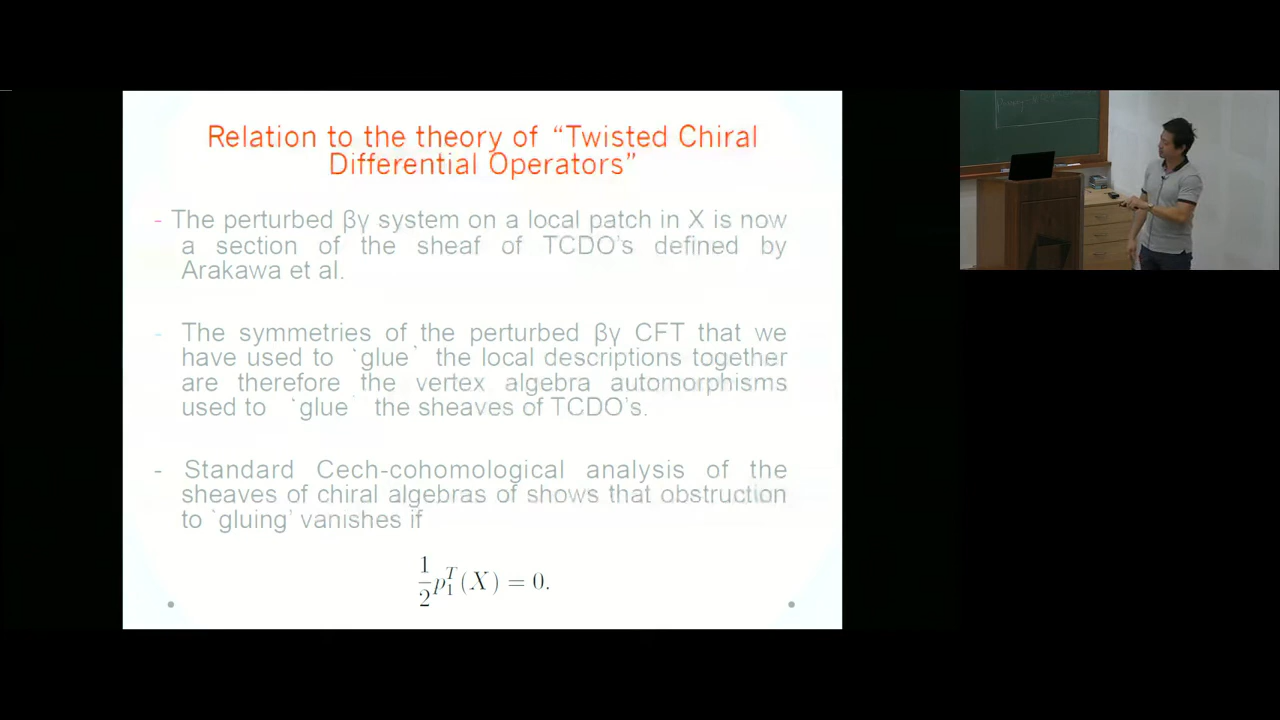 Relation to the theory of “Twisted Chiral
Differential Operators”
- The perturbed βγ system on a local patch in X is now
a section of the sheaf of TCDO's defined by
Arakawa et al.
- The symmetries of the perturbed βγ CFT that we
have used to `glue` the local descriptions together
are therefore the vertex algebra automorphisms
used to `glue` the sheaves of TCDO's.
- Standard Cech-cohomological analysis of the
sheaves of chiral algebras of shows that obstruction
to `gluing' vanishes if
$\frac{1}{2} p_1^T(X) = 0.$